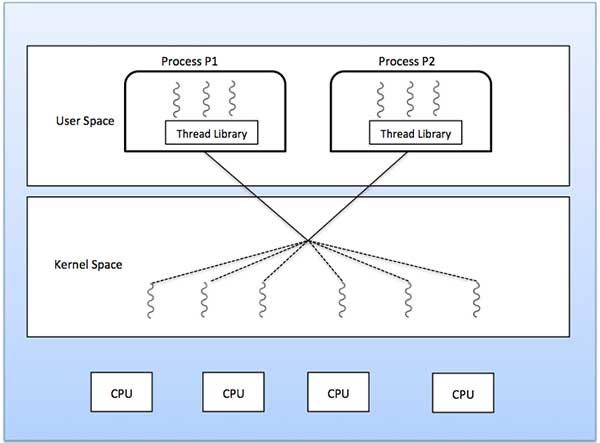 Process P1
Process P2
User Space
Thread Library
Thread Library
Kernel Space
CPU
CPU
CPU
CPU